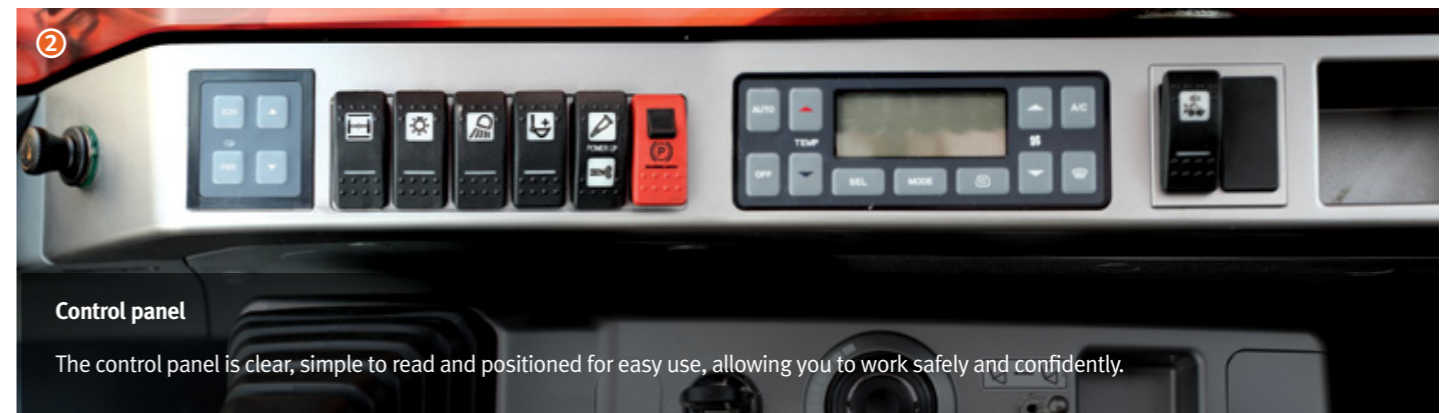 2
AUTO
A/C
TEMP
POWER UP
(P)
OFF
SEL
MODE
Control panel
The control panel is clear, simple to read and positioned for easy use, allowing you to work safely and confidently.